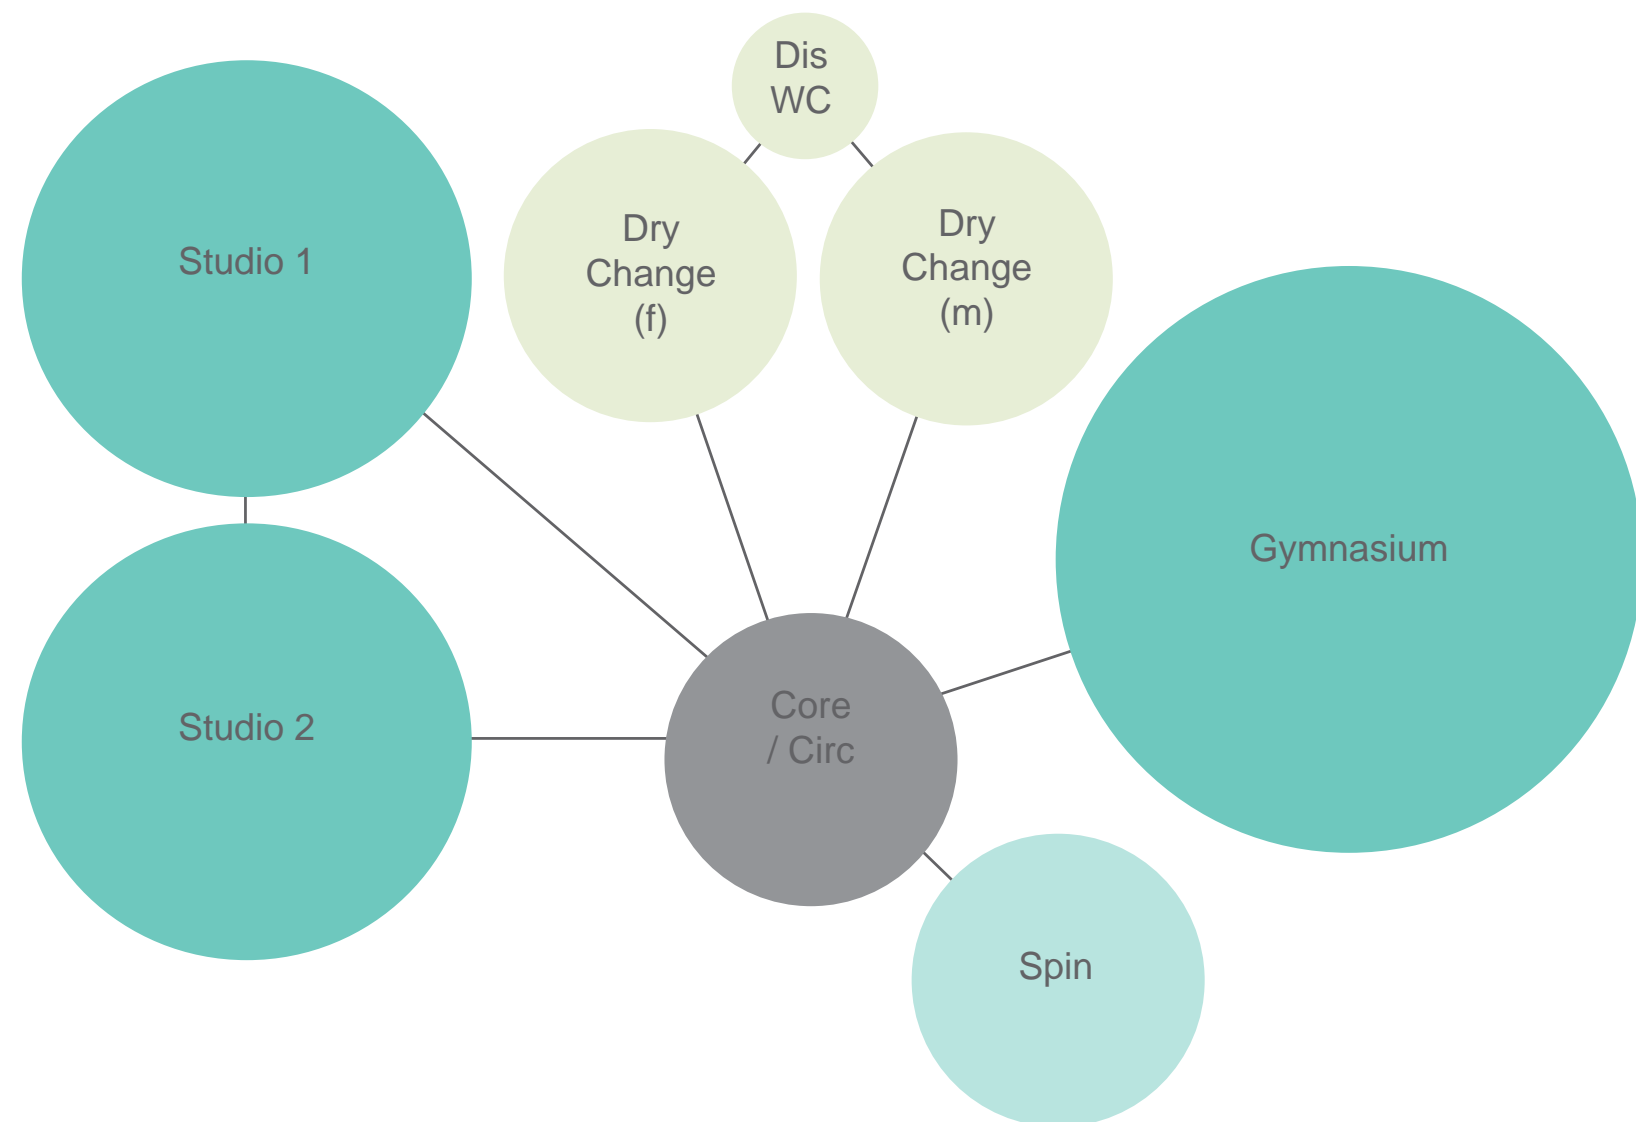 Dis
WC
Dry
Change
(f)
Dry
Change
(m)
Studio 1
Gymnasium
Core
/ Circ
Studio 2
Spin